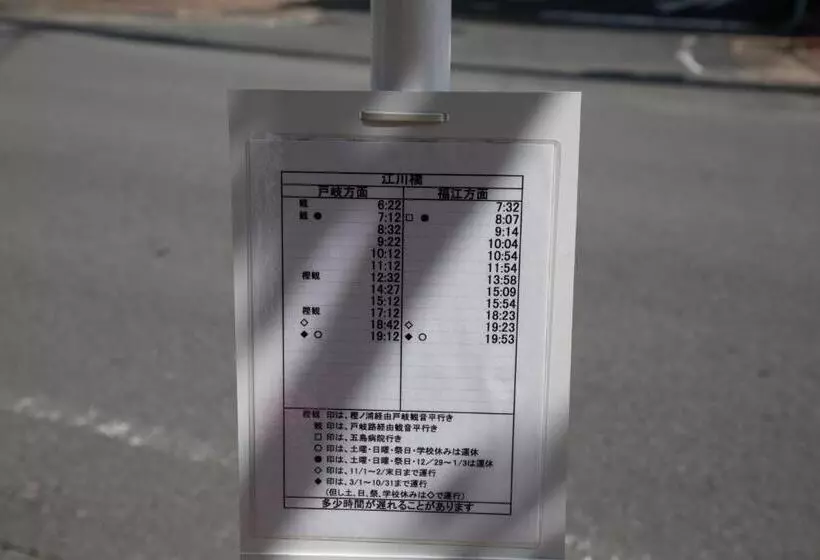 江川橋
戸岐方面 福江方面
観 6:22 7:32
観 ● 7:12 □ ● 8:07
8:32 9:14
9:22 10:04
10:12 10:54
11:12 11:54
樫観 12:32 13:58
14:27 15:09
15:12 15:54
樫観 17:12 18:23
◇ 18:42 ◇ 19:23
◆ ○ 19:12 ◆ ○ 19:53
樫観 印は、樫ノ浦経由戸岐観音平行き
観 印は、戸岐路経由観音平行き
□ 印は、五島病院行き
○ 印は、土曜・日曜・祭日・学校休みは運休
● 印は、土曜・日曜・祭日・12/29~1/3は運休
◇ 印は、11/1~2/末日まで運行
◆ 印は、3/1~10/31まで運行
(但し土、日、祭、学校休みは◇で運行)
多少時間が遅れることがあります